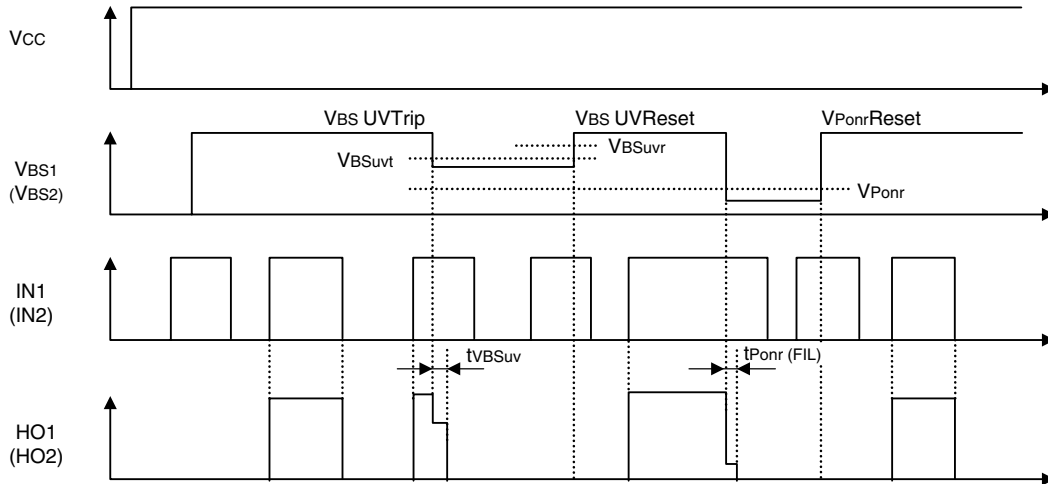 VCC
VBS UVTrip
VBS UVReset
VPonrReset
VBSuvr
VBSuvt
VBS1
(VBS2)
VPonr
IN1
(IN2)
tVBSuv
tPonr (FIL)
HO1
(HO2)